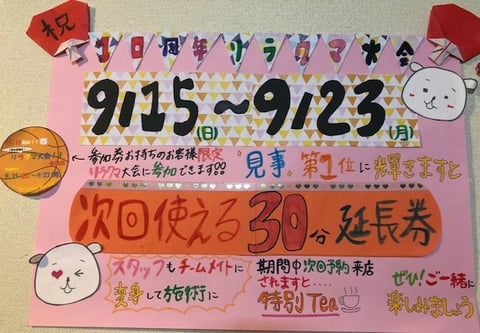 祝
10周年リラクマ大会
9/15(日)～9/23(月)
←参加券お持ちのお客様限定
リラクマ大会に参加できます!!
見事、第1位に輝きますと
次回使える30分延長券
スタッフもチームメイトに
変身して施術に
期間中次回予約来店
されますと....
特別Tea
ぜひ!ご一緒に
楽しみましょう